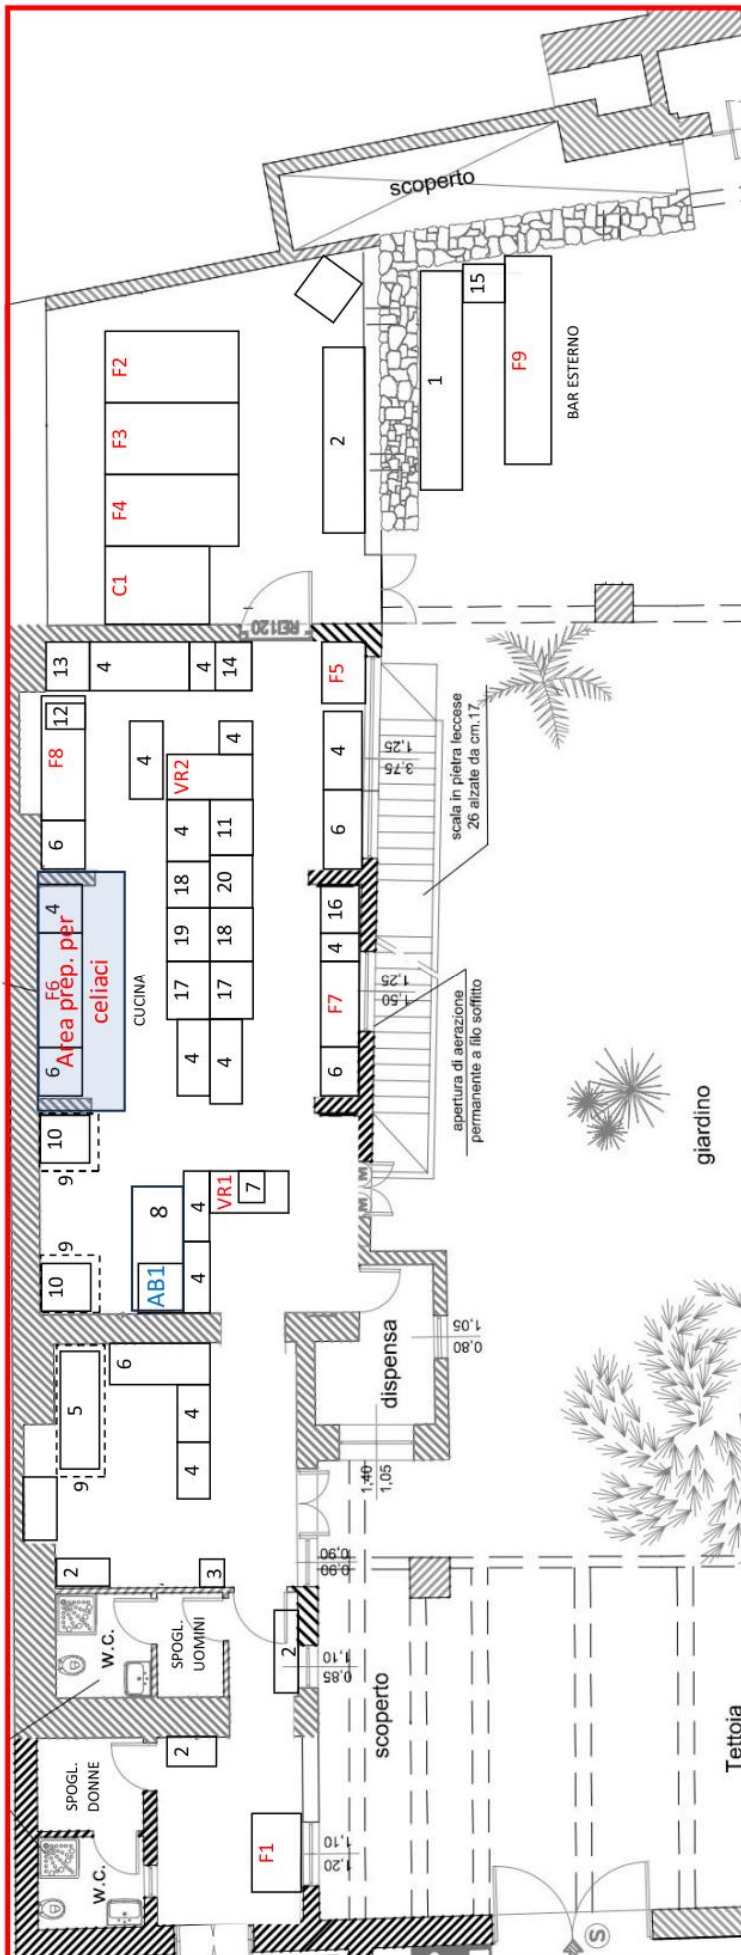 scoperto
F2
F3
F4
C1
2
1
15
F9
BAR ESTERNO
REI120
13
4
4
14
F5
12
F8
6
4
4
VR2
4
11
4
6
1,25
3,75
scala in pietra leccese
26 alzate da cm.17
4
F6
6
Area prep. per
celiaci
CUCINA
18
20
19
18
17
17
4
4
16
4
F7
6
1,25
1,50
apertura di aerazione
permanente a filo soffitto
giardino
10
9
10
9
8
AB1
4
4
VR1
7
M
M
dispensa
1,05
0,80
1,40
1,05
5
9
6
4
4
2
3
0,90
0,90
W.C.
SPOGL.
UOMINI
2
1,10
0,85
scoperto
SPOGL.
DONNE
2
W.C.
F1
1,10
1,20
Tettoia
S